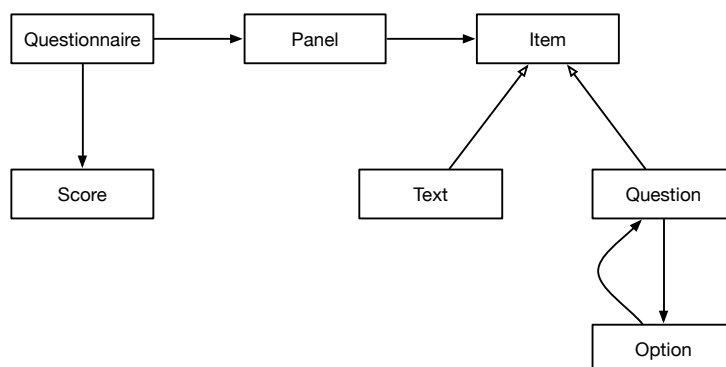 Questionnaire
Panel
Item
Score
Text
Question
Option